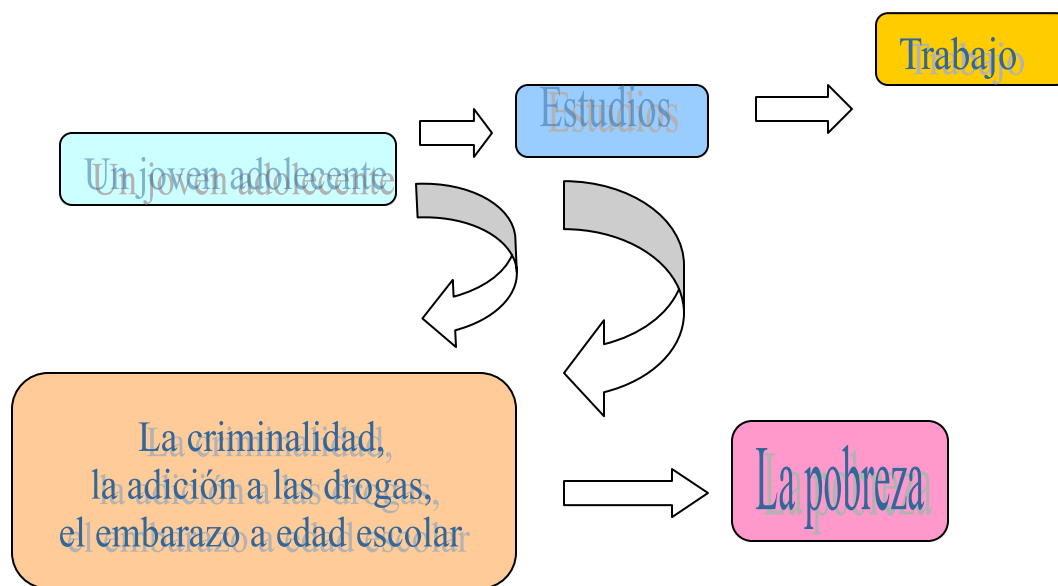 Trabajo
Estudios
Un joven adolecente
La criminalidad,
la adición a las drogas,
el embarazo a edad escolar
La pobreza